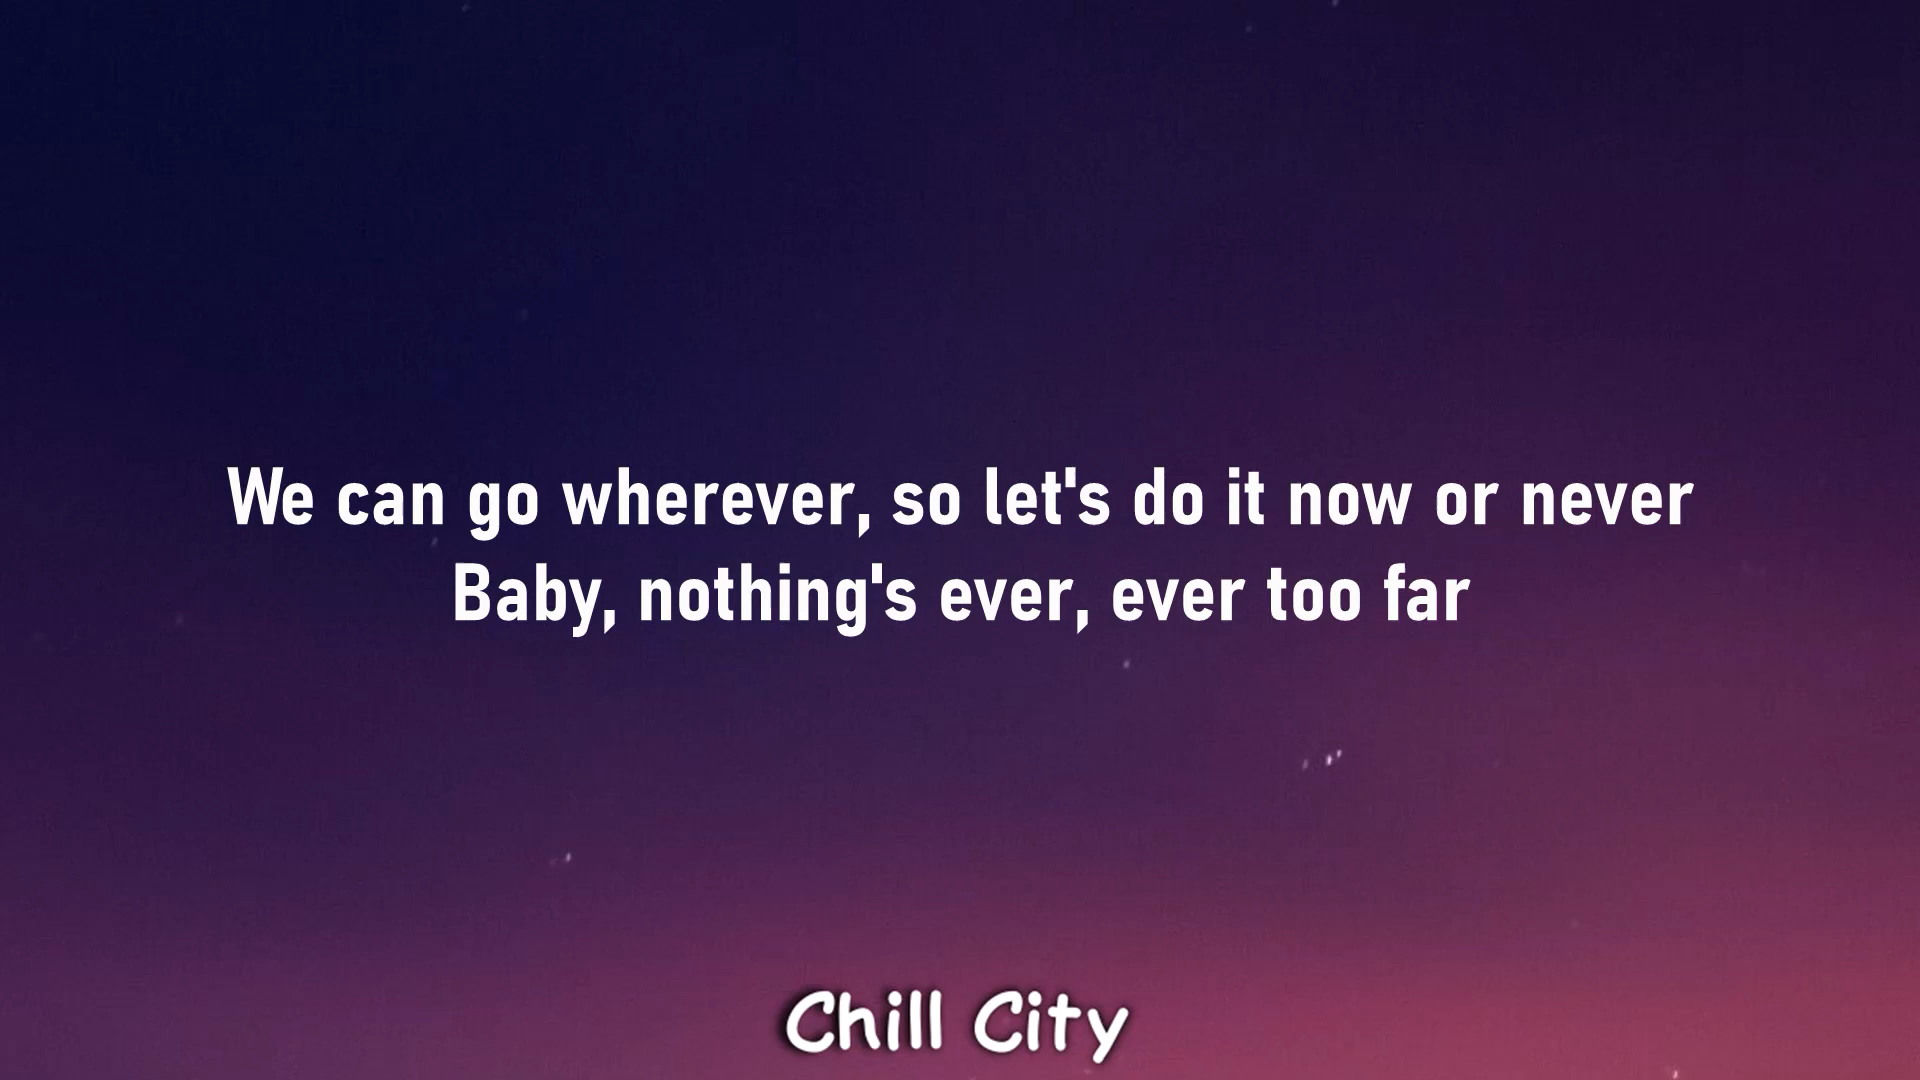 We can go wherever, so let's do it now or never
Baby, nothing's ever, ever too far
Chill City